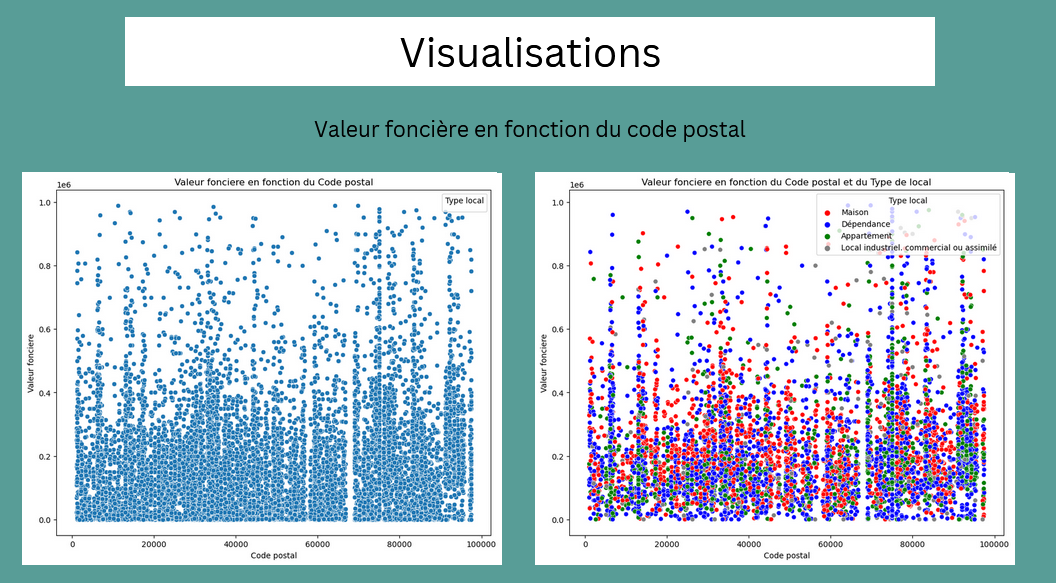 Visualisations
Valeur foncière en fonction du code postal
Valeur fonciere en fonction du Code postal
1e6
Type local
1.0
0.8
0.6
0.4
0.2
0.0
Valeur fonciere
0 20000 40000 60000 80000 100000
Code postal
Valeur fonciere en fonction du Code postal et du Type de local
1e6
Type local
Maison
Dépendance
Appartement
Local industriel. commercial ou assimilé
1.0
0.8
0.6
0.4
0.2
0.0
Valeur fonciere
0 20000 40000 60000 80000 100000
Code postal